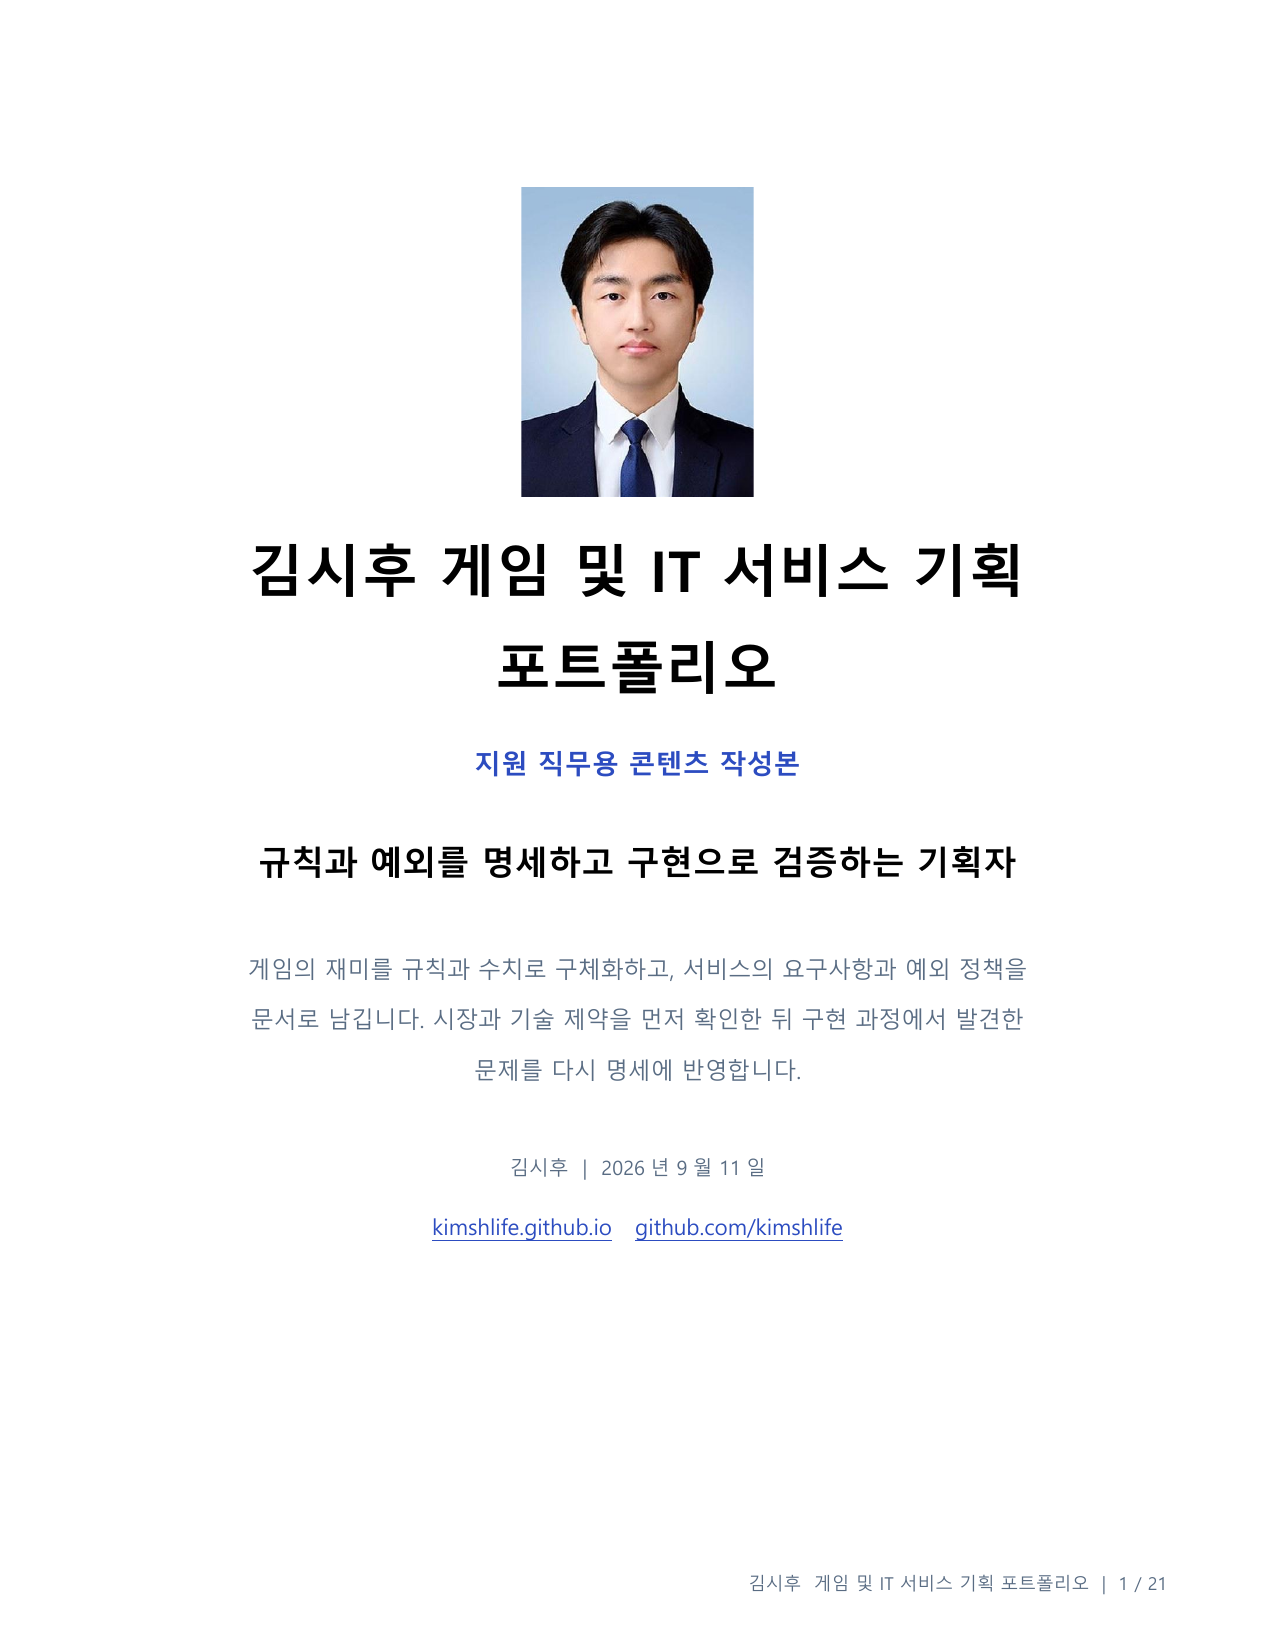 김시후 게임 및 IT 서비스 기획
포트폴리오
지원 직무용 콘텐츠 작성본
규칙과 예외를 명세하고 구현으로 검증하는 기획자
게임의 재미를 규칙과 수치로 구체화하고, 서비스의 요구사항과 예외 정책을
문서로 남깁니다. 시장과 기술 제약을 먼저 확인한 뒤 구현 과정에서 발견한
문제를 다시 명세에 반영합니다.
김시후 | 2026 년 9 월 11 일
kimshlife.github.io github.com/kimshlife
김시후 게임 및 IT 서비스 기획 포트폴리오 | 1 / 21